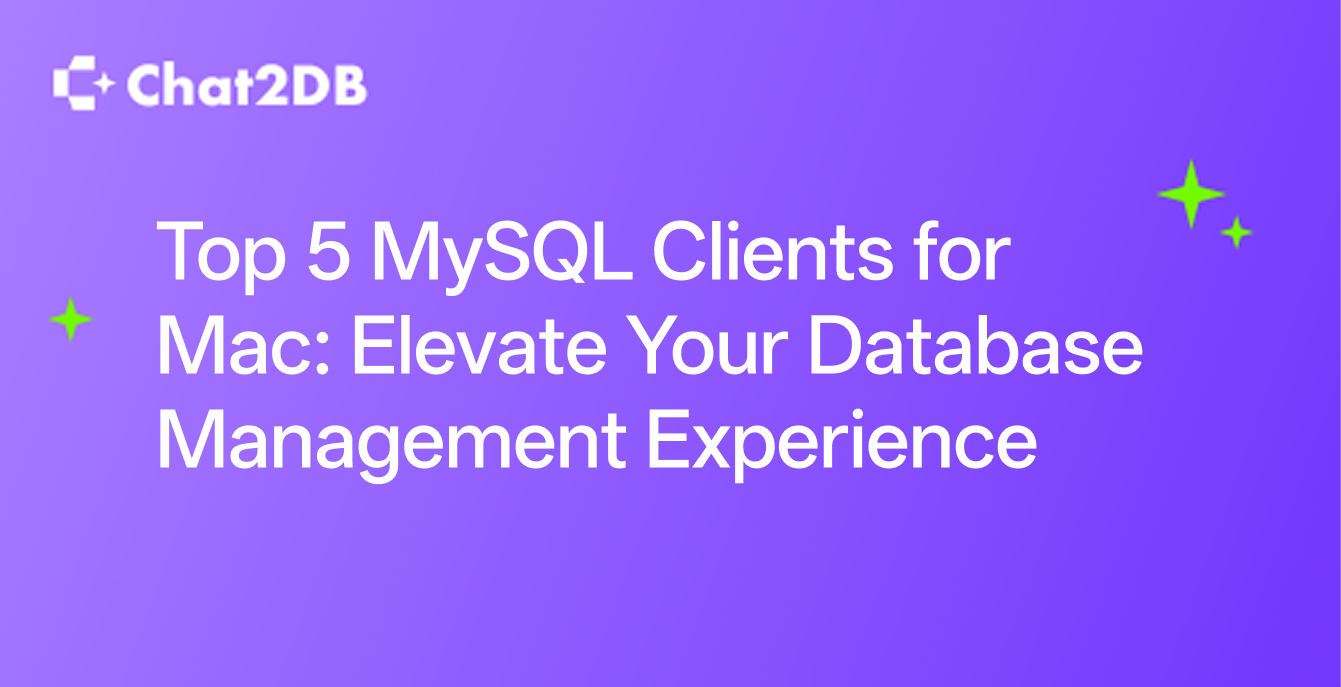 Chat2DB
Top 5 MySQL Clients for
Mac: Elevate Your Database
Management Experience